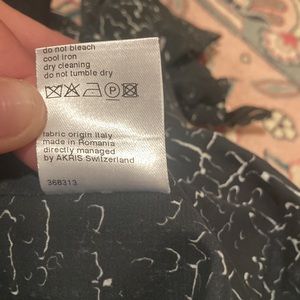 do not bleach
cool iron
dry cleaning
do not tumble dry
P
fabric origin Italy
made in Romania
directly managed
by AKRIS Switzerland
368313